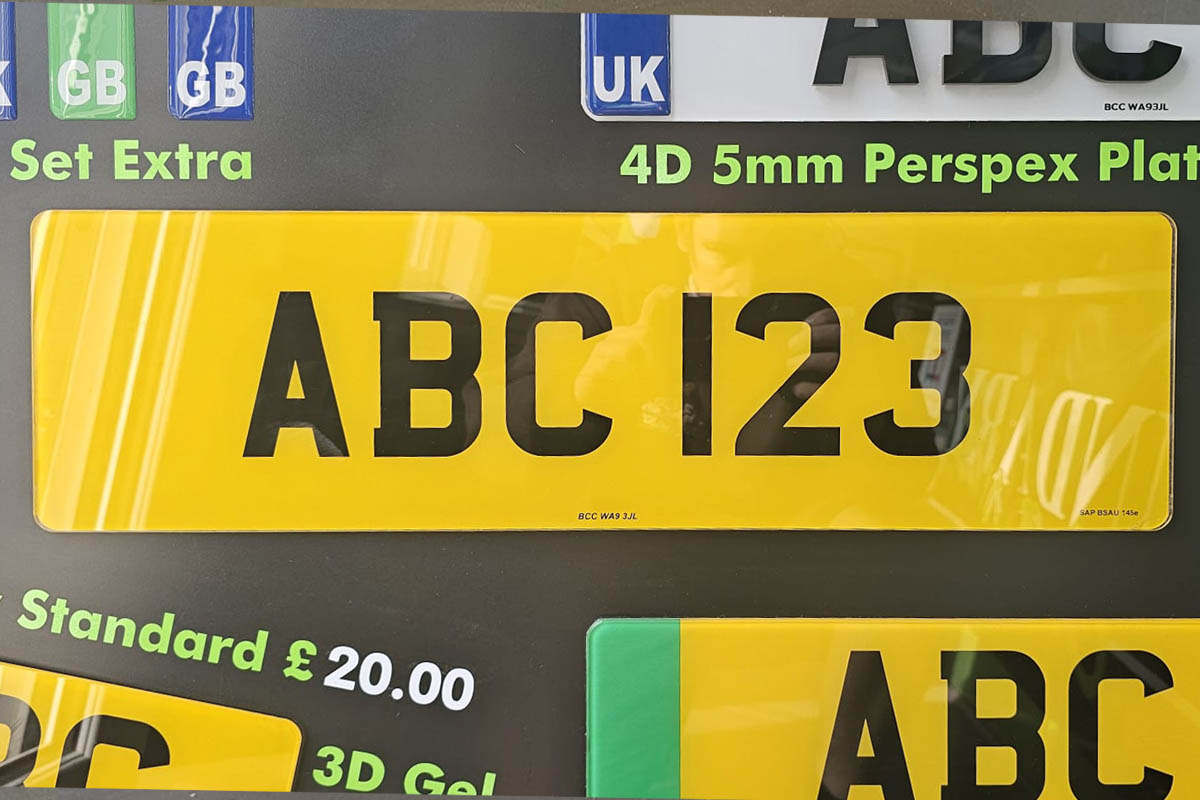 GB
GB
UK
ABC
BCC WA93JL
Set Extra
4D 5mm Perspex
ABC 123
BCC WA9 3JL
SAP BSAU 145e
Standard £20.00
ABC
3D Gel